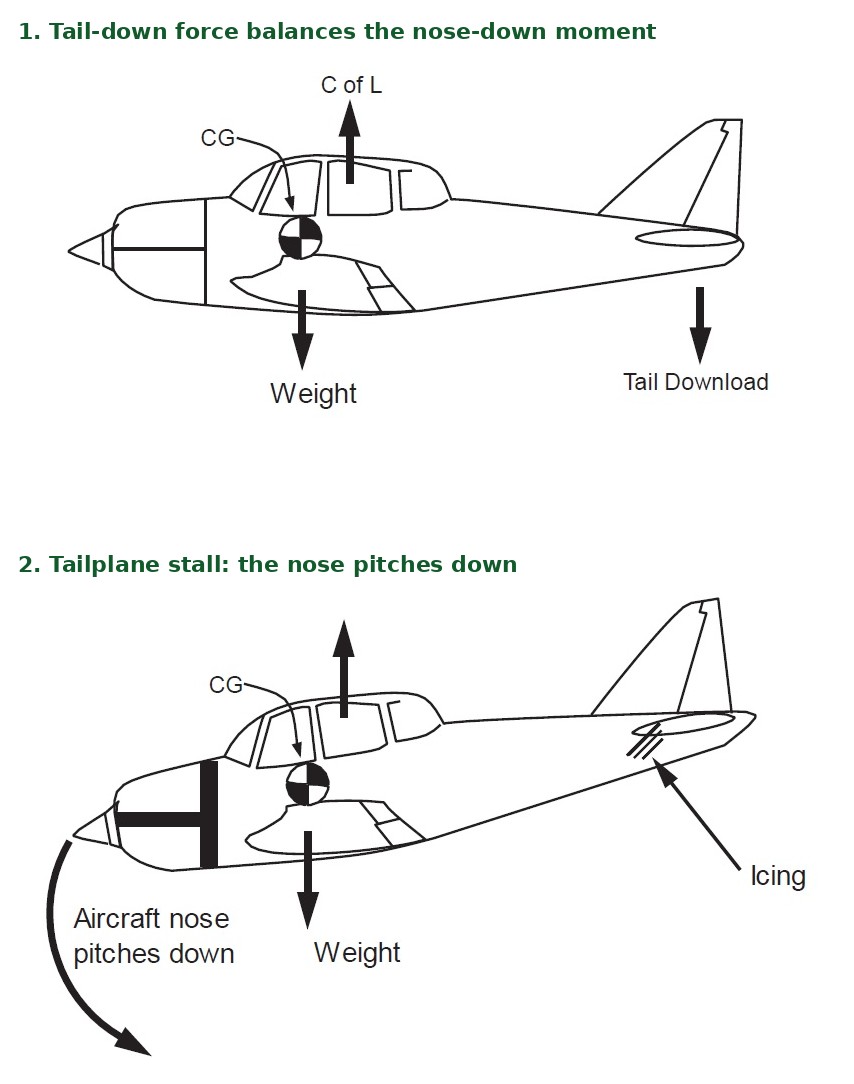 1. Tail-down force balances the nose-down moment
C of L
CG
Weight
Tail Download
2. Tailplane stall: the nose pitches down
CG
Icing
Aircraft nose
pitches down
Weight